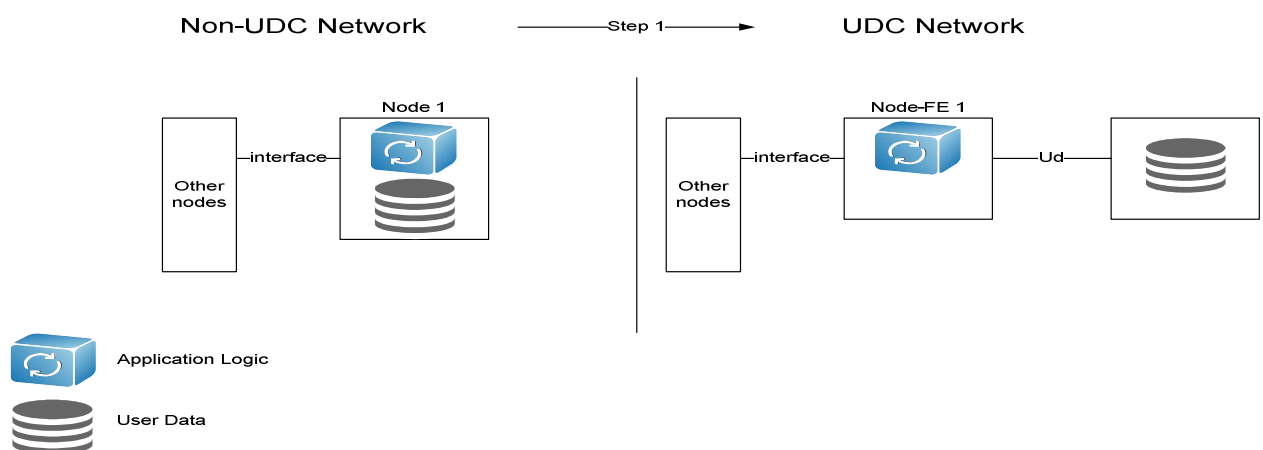 Non-UDC Network
Step 1
UDC Network
Node 1
Node-FE 1
interface
interface
Ud
Other
nodes
Other
nodes
Application Logic
User Data